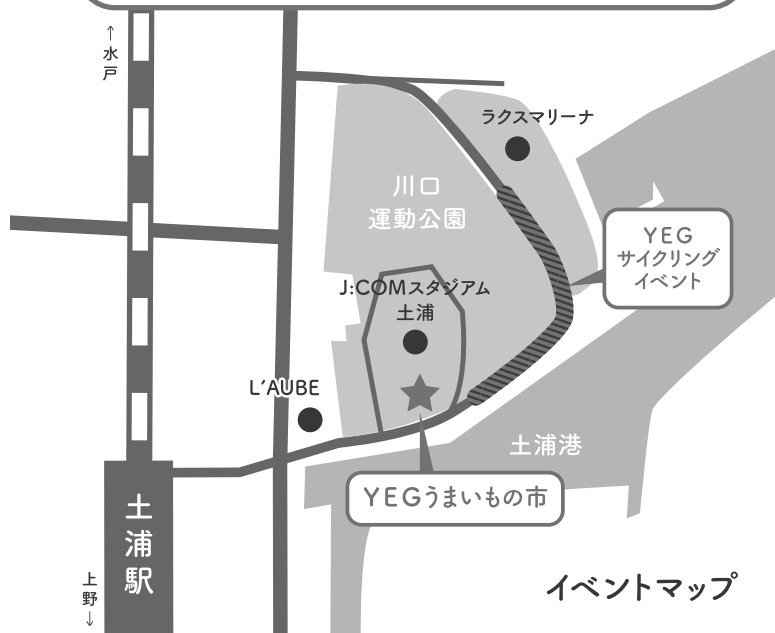 ↑水戸
ラクスマリーナ
川口
運動公園
YEG
サイクリング
イベント
J:COMスタジアム
土浦
L'AUBE
土浦港
YEGうまいもの市
土浦駅
上野↓
イベントマップ